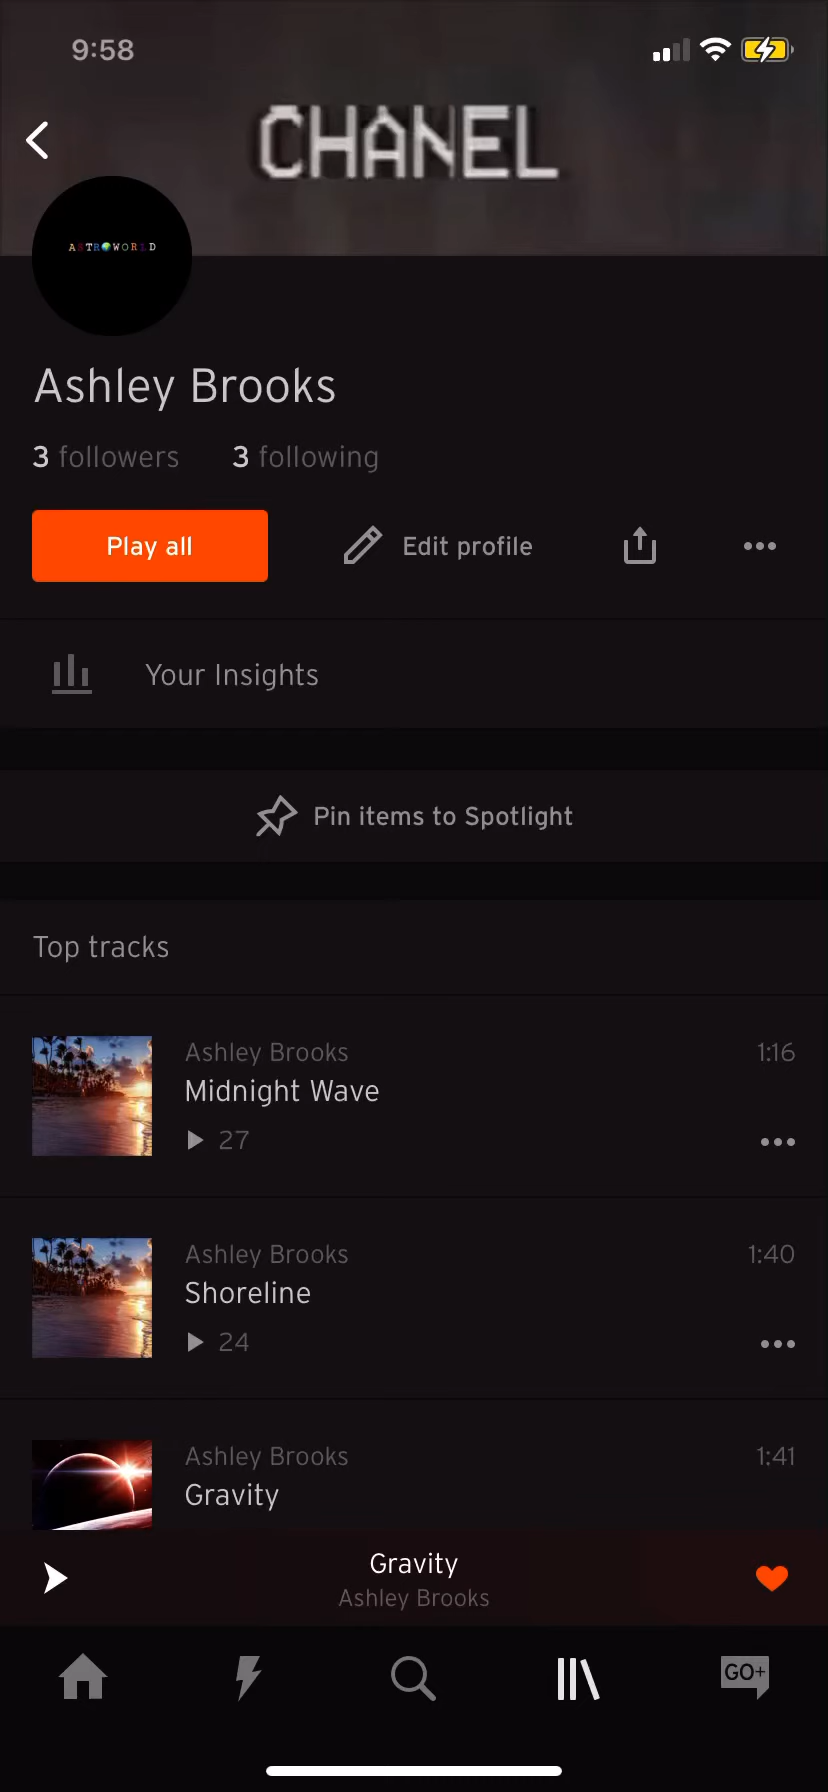 9:58
CHANEL
ASTROWORLD
Ashley Brooks
3 followers 3 following
Play all Edit profile
Your Insights
Pin items to Spotlight
Top tracks
Ashley Brooks 1:16
Midnight Wave
27
Ashley Brooks 1:40
Shoreline
24
Ashley Brooks 1:41
Gravity
Gravity
Ashley Brooks
GO+